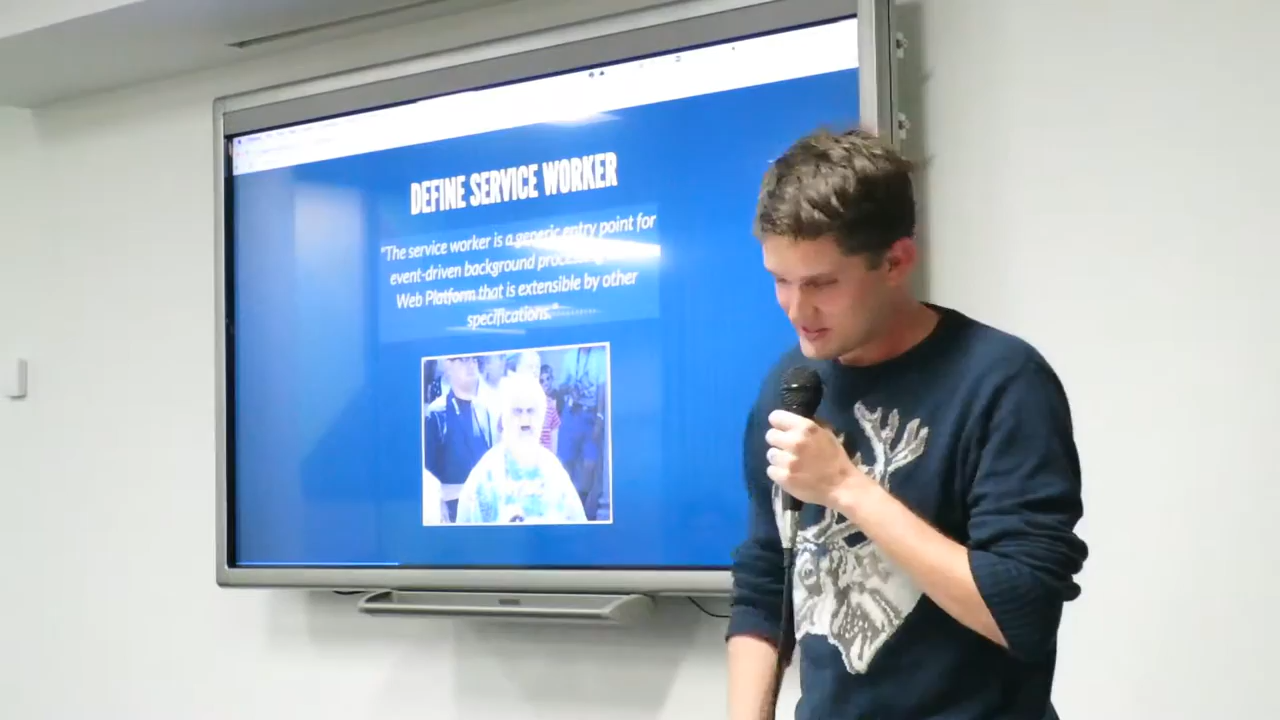 DEFINE SERVICE WORKER
"The service worker is a generic entry point for
event-driven background processing
Web Platform that is extensible by other
specifications."